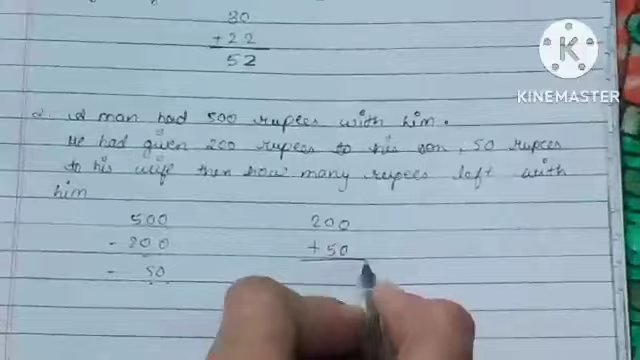 30
+22
52
KINEMASTER
2. A man had 500 rupees with him.
He had given 200 rupees to his son, 50 rupees
to his wife then how many rupees left with
him
500 200
- 200 + 50
- 50